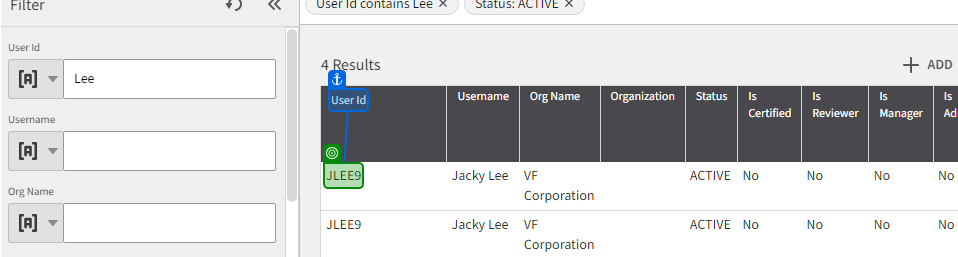 Filter
User Id contains Lee ×
Status: ACTIVE ×
User Id
[A] Lee
Username
[A]
Org Name
[A]
4 Results
+ ADD
User Id Username Org Name Organization Status Is Certified Is Reviewer Is Manager Is Ad
JLEE9 Jacky Lee VF Corporation ACTIVE No No No No
JLEE9 Jacky Lee VF Corporation ACTIVE No No No No